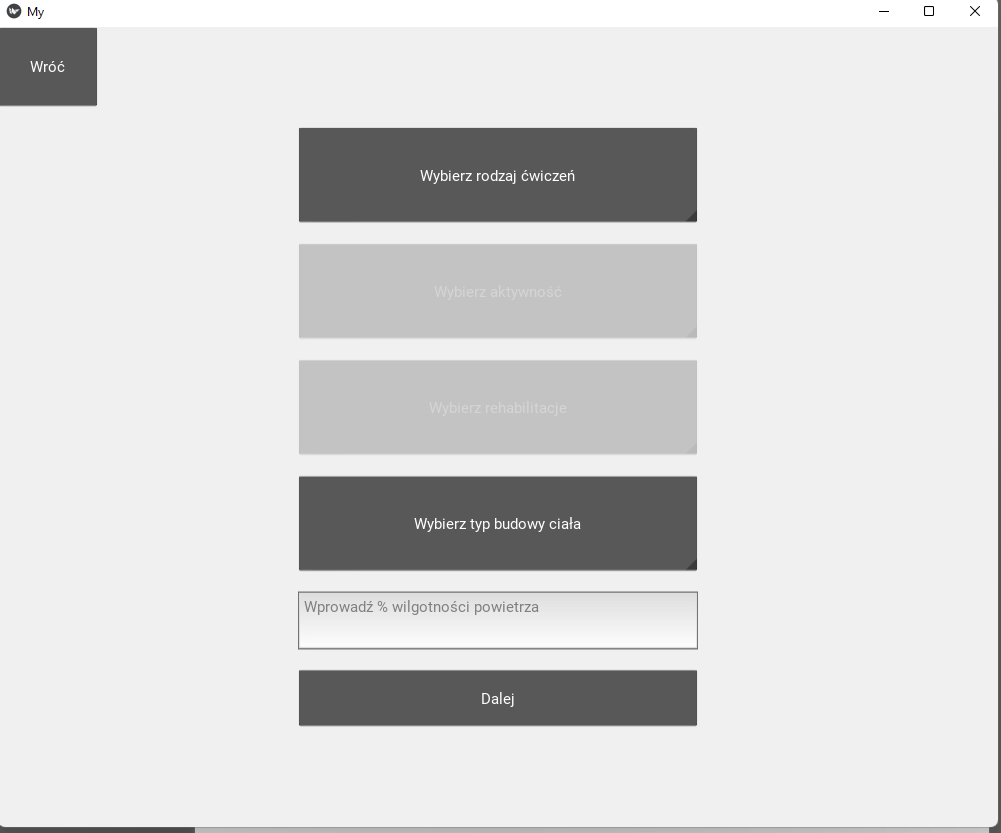 My
Wróć
Wybierz rodzaj ćwiczeń
Wybierz aktywność
Wybierz rehabilitacje
Wybierz typ budowy ciała
Wprowadź % wilgotności powietrza
Dalej